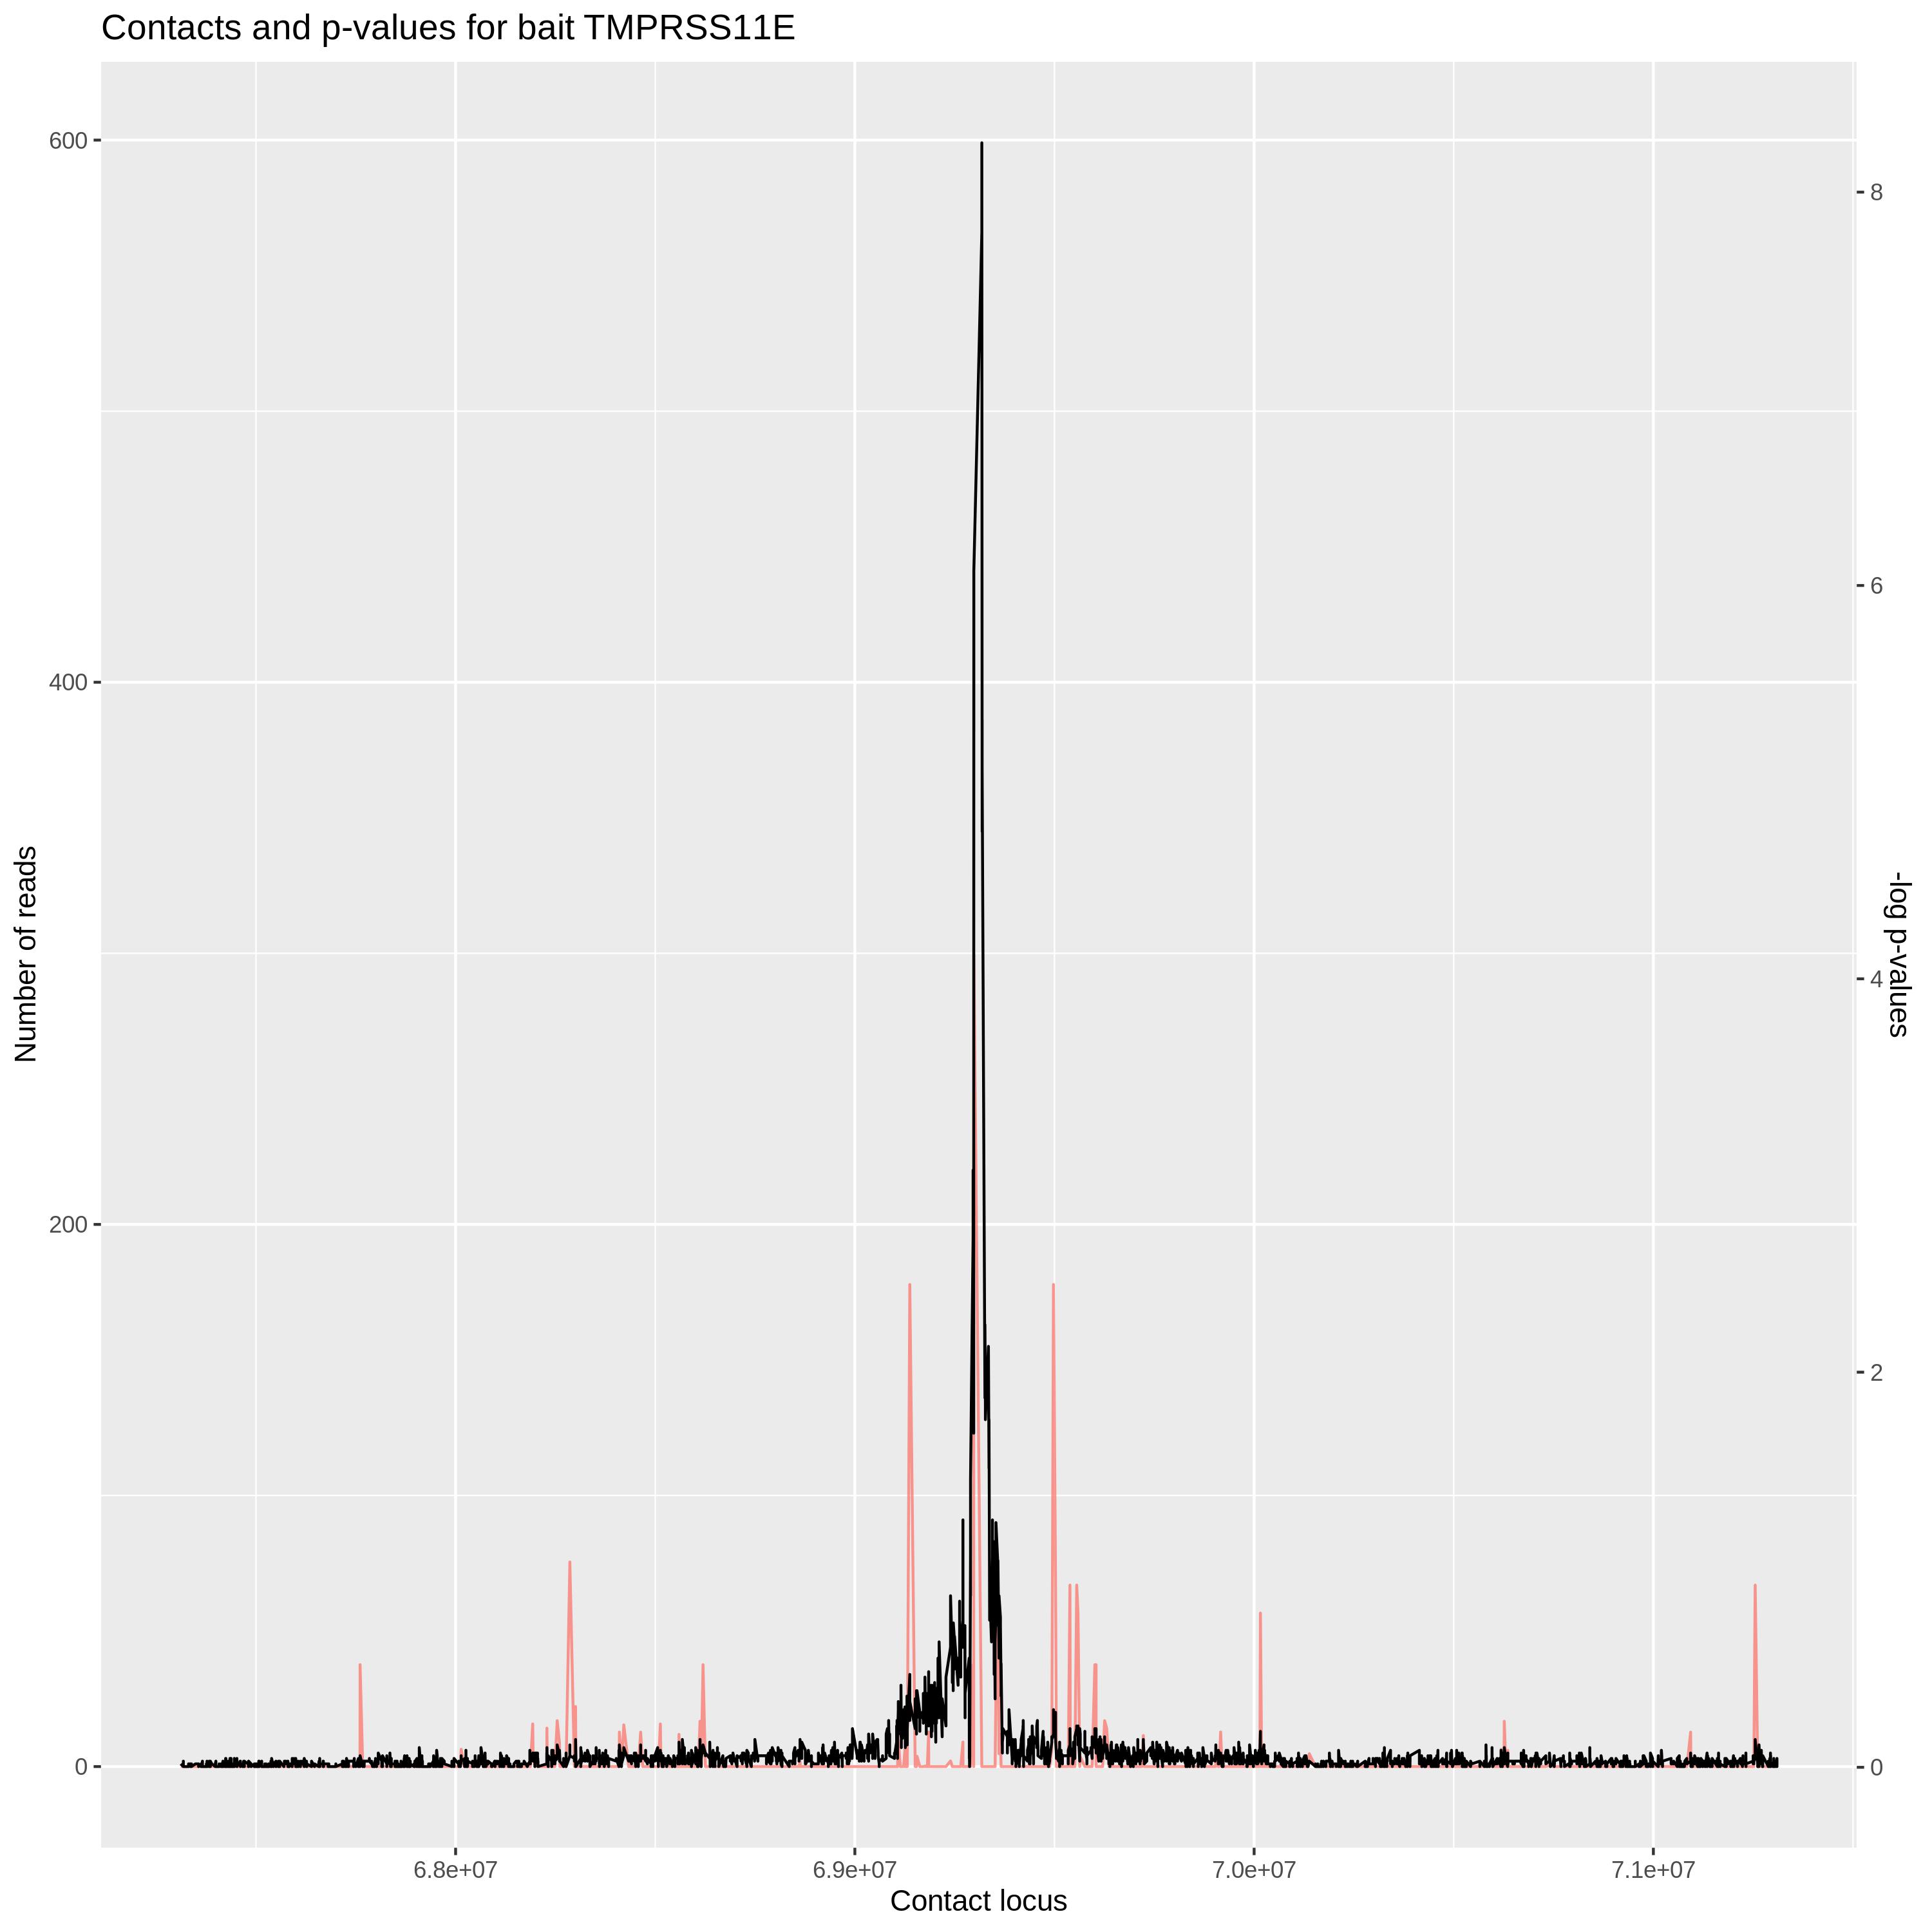 Contacts and p-values for bait TMPRSS11E
600
400
200
0
Number of reads
8
6
4
2
0
-log p-values
6.8e+07
6.9e+07
7.0e+07
7.1e+07
Contact locus